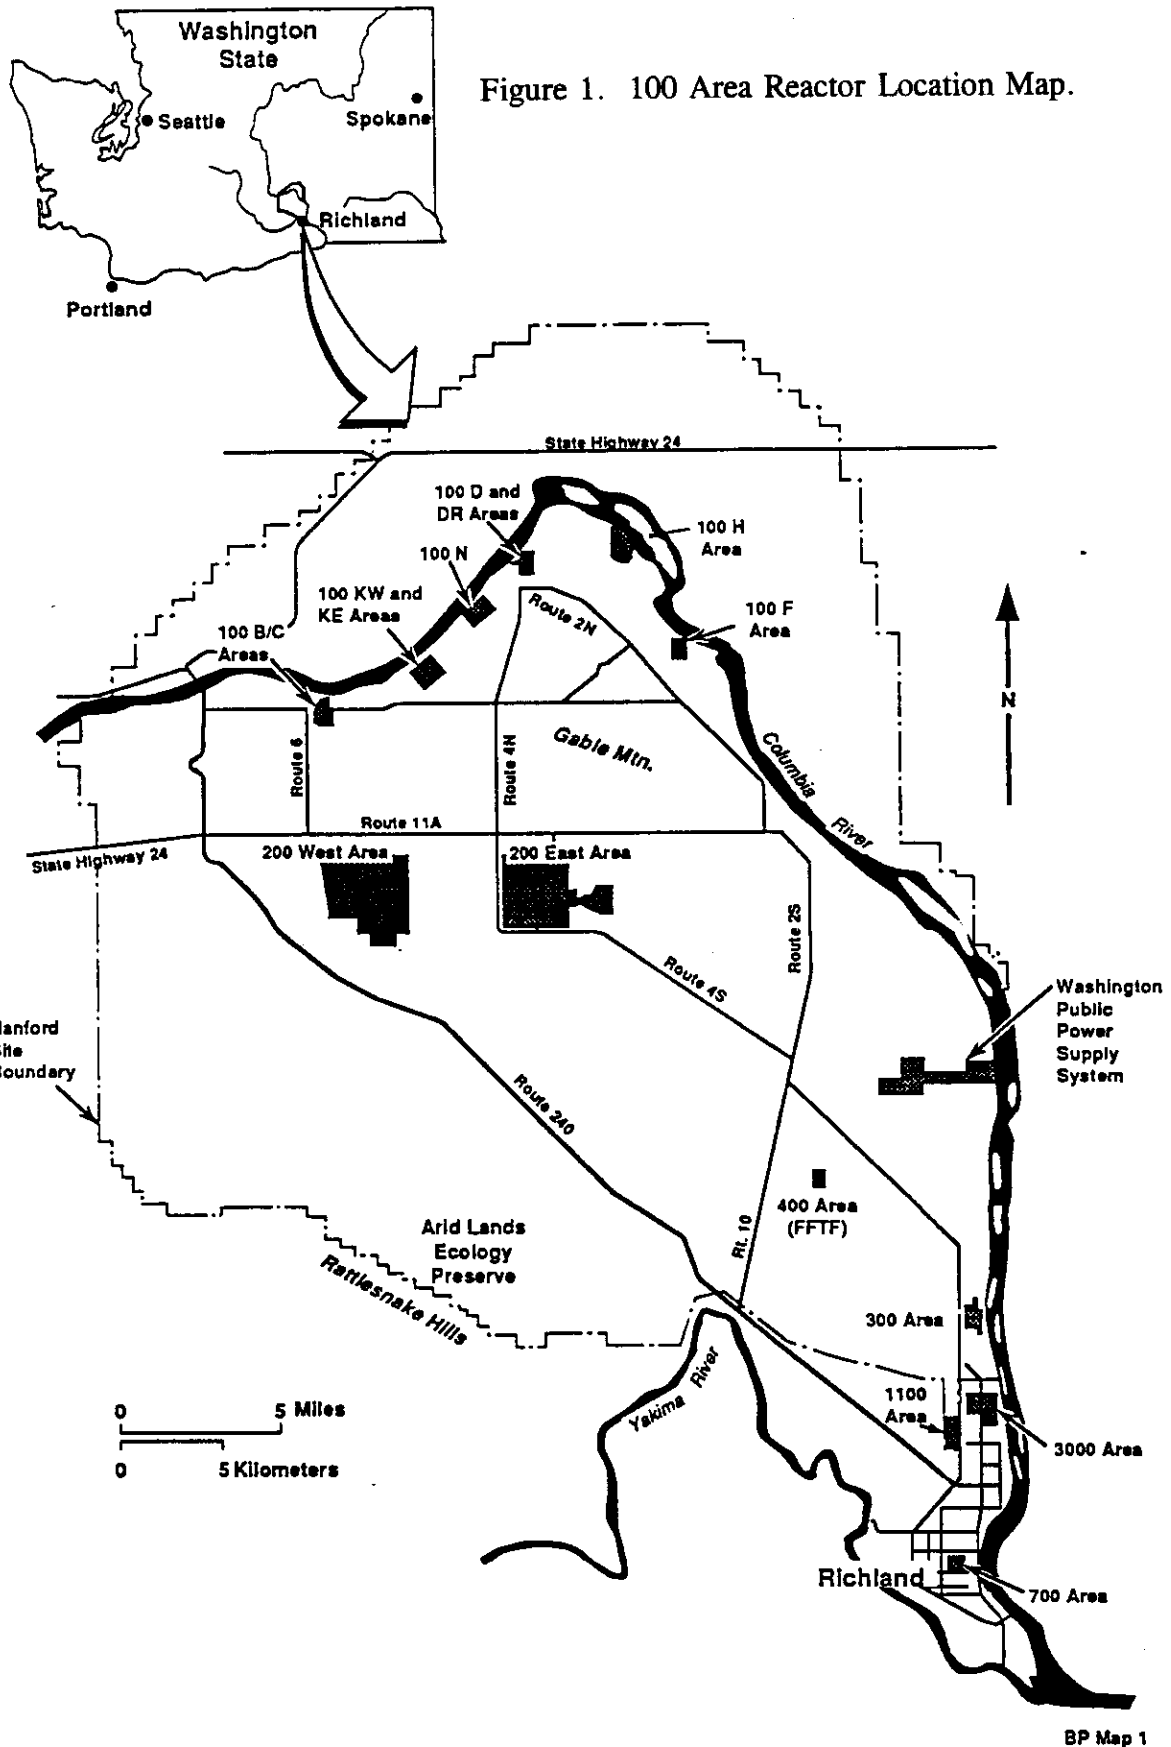 Washington
State
Figure 1. 100 Area Reactor Location Map.
Seattle
Spokane
Richland
Portland
State Highway 24
100 D and
DR Areas
100 H
Area
100 N
100 KW and
KE Areas
100 F
Area
100 B/C
Areas
N
Route 2N
Gable Mtn.
Route 6
Route 4N
Columbia
River
Route 11A
State Highway 24
200 West Area
200 East Area
Route 2S
Route 4S
Washington
Public
Power
Supply
System
anford
ite
oundary
Route 240
400 Area
(FFTF)
Rt. 10
Arid Lands
Ecology
Preserve
Rattlesnake Hills
300 Area
Yakima River
1100
Area
3000 Area
0 5 Miles
0 5 Kilometers
Richland
700 Area
BP Map 1